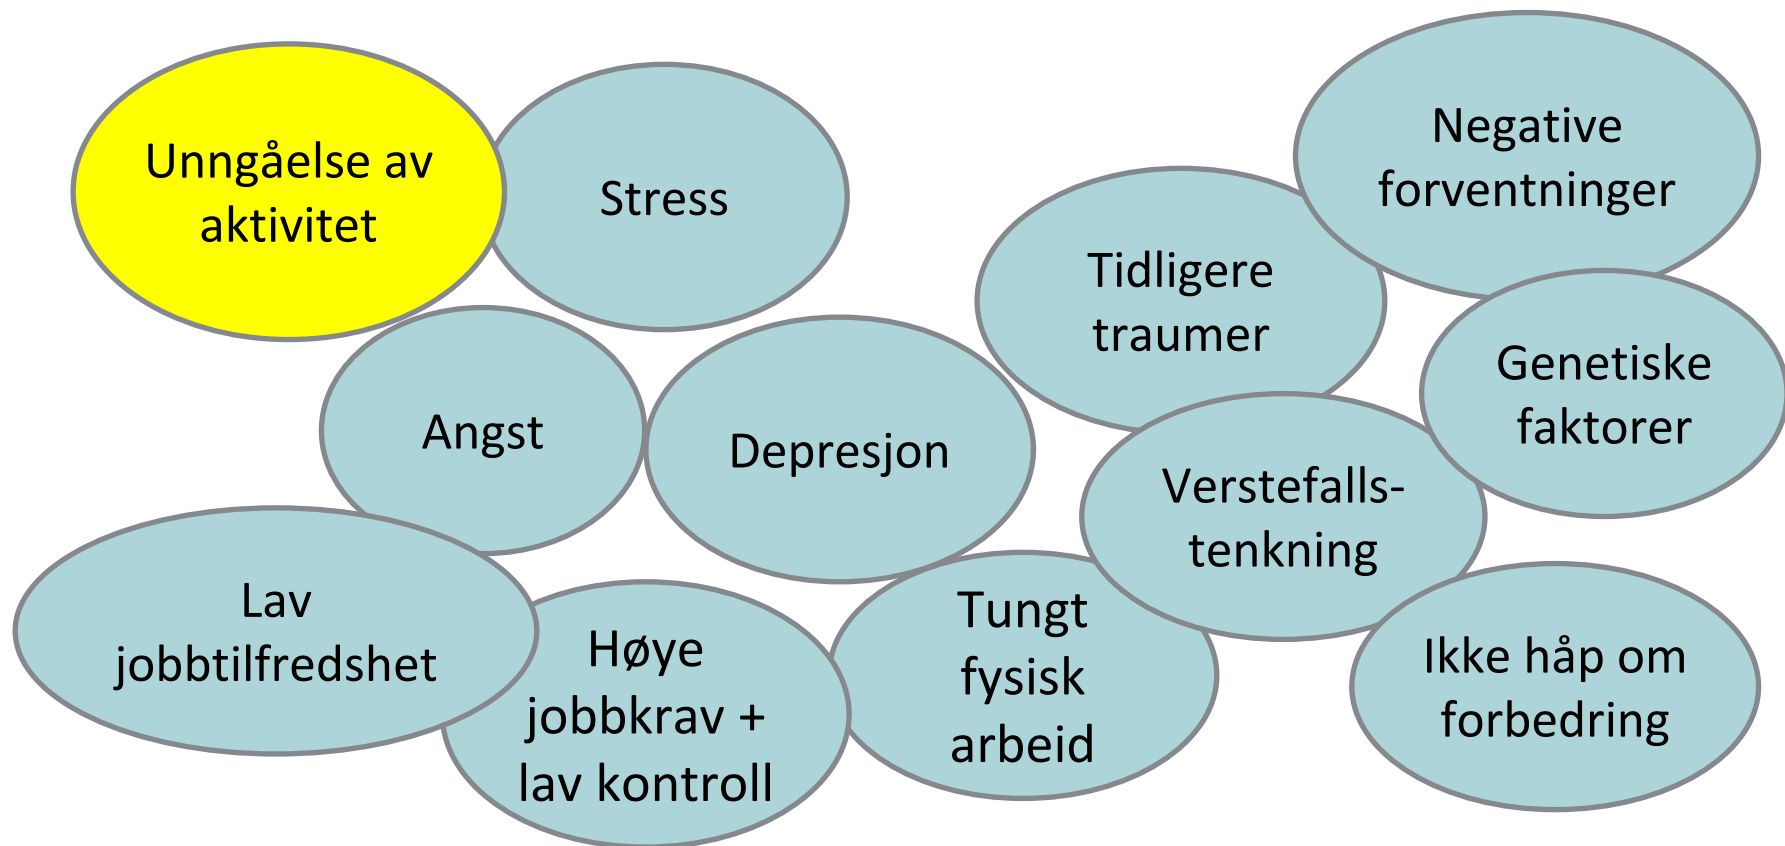 Unngåelse av
aktivitet
Stress
Negative
forventninger
Tidligere
traumer
Genetiske
faktorer
Angst
Depresjon
Verstefalls-
tenkning
Lav
jobbtilfredshet
Høye
jobbkrav +
lav kontroll
Tungt
fysisk
arbeid
Ikke håp om
forbedring